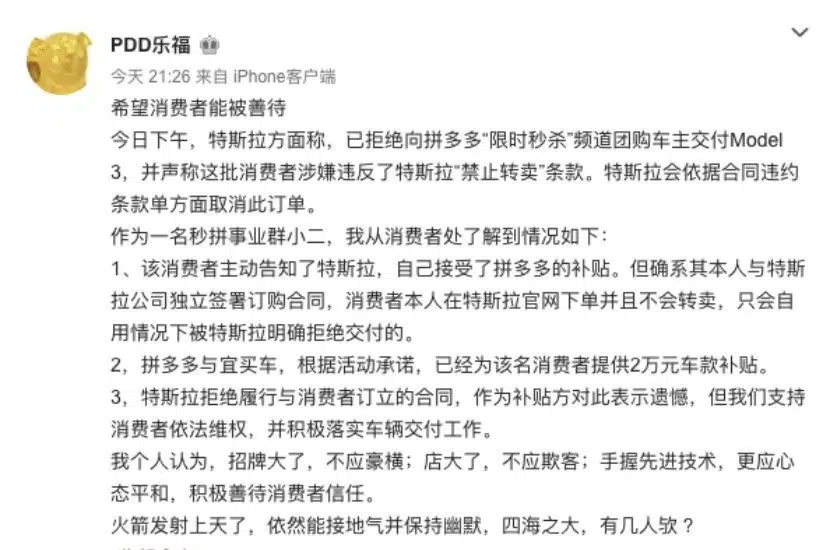 PDD乐福
今天 21:26 来自 iPhone客户端
希望消费者能被善待
今日下午，特斯拉方面称，已拒绝向拼多多“限时秒杀”频道团购车主交付Model
3，并声称这批消费者涉嫌违反了特斯拉“禁止转卖”条款。特斯拉会依据合同违约
条款单方面取消此订单。
作为一名秒拼事业群小二，我从消费者处了解到情况如下：
1、该消费者主动告知了特斯拉，自己接受了拼多多的补贴。但确系其本人与特斯
拉公司独立签署订购合同，消费者本人在特斯拉官网下单并且不会转卖，只会自
用情况下被特斯拉明确拒绝交付的。
2，拼多多与宜买车，根据活动承诺，已经为该名消费者提供2万元车款补贴。
3，特斯拉拒绝履行与消费者订立的合同，作为补贴方对此表示遗憾，但我们支持
消费者依法维权，并积极落实车辆交付工作。
我个人认为，招牌大了，不应豪横；店大了，不应欺客；手握先进技术，更应心
态平和，积极善待消费者信任。
火箭发射上天了，依然能接地气并保持幽默，四海之大，有几人欤？